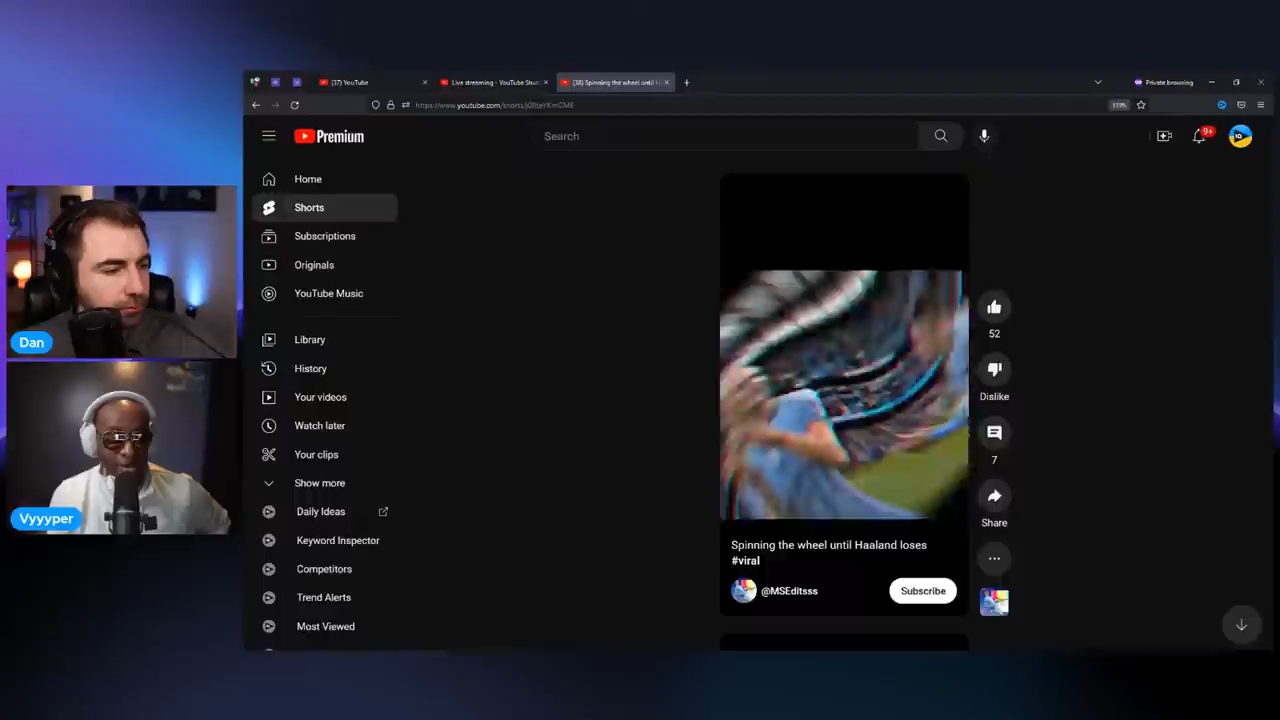 (37) YouTube
Live streaming - YouTube Stu
(38) Spinning the wheel until H
Private browsing
https://www.youtube.com/shorts/
Premium
Search
9+
Home
Shorts
Subscriptions
Originals
YouTube Music
Library
History
Your videos
Watch later
Your clips
Show more
Daily Ideas
Keyword Inspector
Competitors
Trend Alerts
Most Viewed
52
Dislike
7
Share
Spinning the wheel until Haaland loses
#viral
@MSEditsss
Subscribe
Dan
Vyyyper